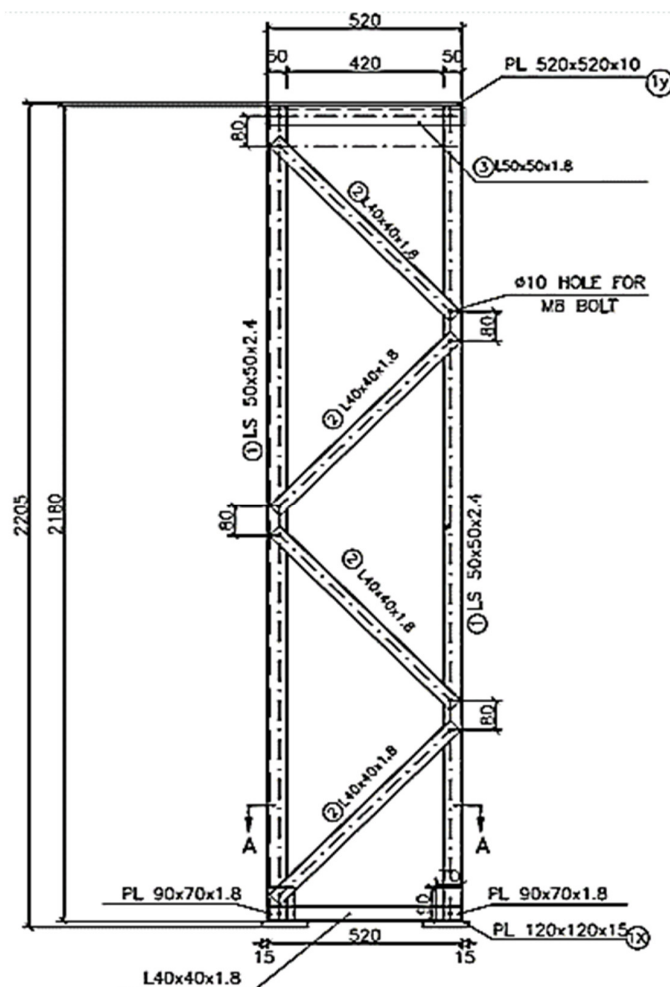 520
50
420
50
PL 520x520x10
1y
80
3 L50x50x1.8
2 L40x40x1.8
ø10 HOLE FOR
M8 BOLT
80
1 LS 50x50x2.4
2 L40x40x1.8
2205
2180
80
1 LS 50x50x2.4
2 L40x40x1.8
80
2 L40x40x1.8
A
A
70
PL 90x70x1.8
90
PL 90x70x1.8
PL 120x120x15
1x
520
15
15
L40x40x1.8